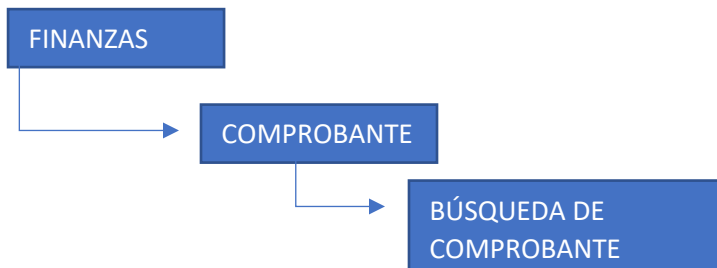 FINANZAS
COMPROBANTE
BÚSQUEDA DE
COMPROBANTE